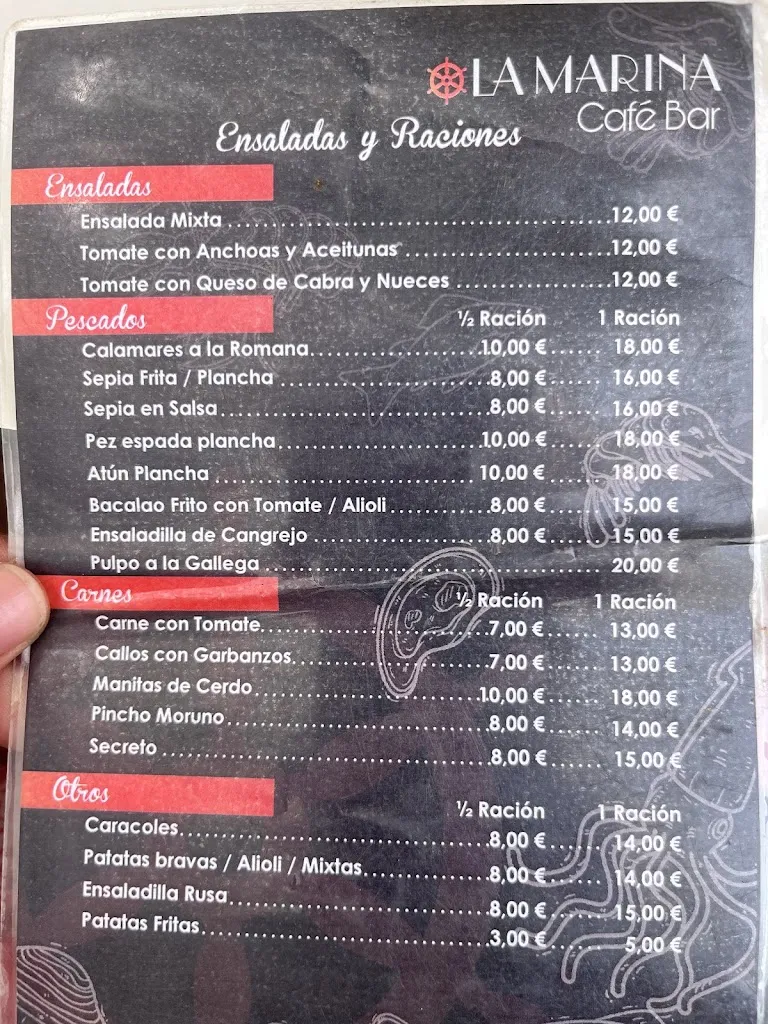 LA MARINA
Café Bar
Ensaladas y Raciones
Ensaladas
Ensalada Mixta 12,00 €
Tomate con Anchoas y Aceitunas 12,00 €
Tomate con Queso de Cabra y Nueces 12,00 €
Pescados ½ Ración 1 Ración
Calamares a la Romana 10,00 € 18,00 €
Sepia Frita / Plancha 8,00 € 16,00 €
Sepia en Salsa 8,00 € 16,00 €
Pez espada plancha 10,00 € 18,00 €
Atún Plancha 10,00 € 18,00 €
Bacalao Frito con Tomate / Alioli 8,00 € 15,00 €
Ensaladilla de Cangrejo 8,00 € 15,00 €
Pulpo a la Gallega 20,00 €
Carnes ½ Ración 1 Ración
Carne con Tomate 7,00 € 13,00 €
Callos con Garbanzos 7,00 € 13,00 €
Manitas de Cerdo 10,00 € 18,00 €
Pincho Moruno 8,00 € 14,00 €
Secreto 8,00 € 15,00 €
Otros ½ Ración 1 Ración
Caracoles 8,00 € 14,00 €
Patatas bravas / Alioli / Mixtas 8,00 € 14,00 €
Ensaladilla Rusa 8,00 € 15,00 €
Patatas Fritas 3,00 € 5,00 €